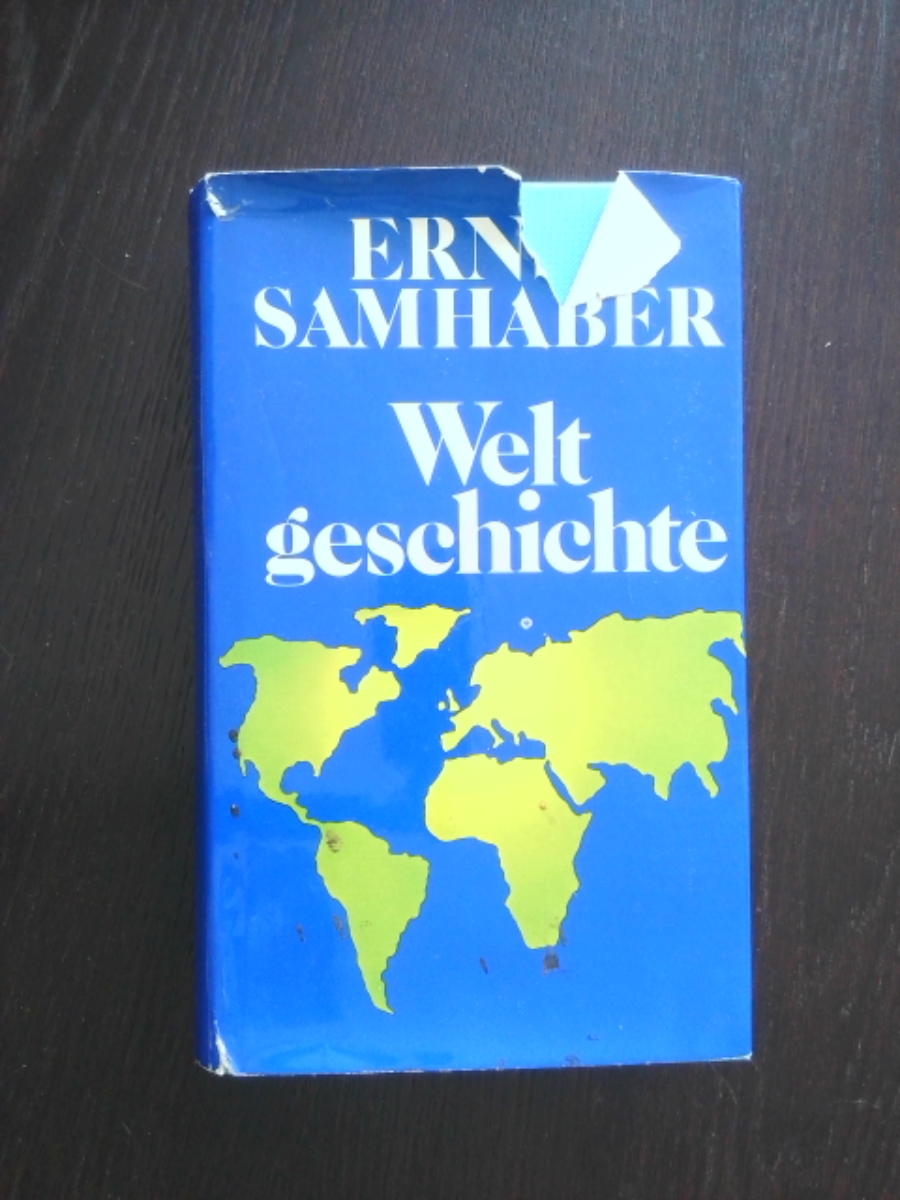 ERN
SAMHABER
Welt
geschichte